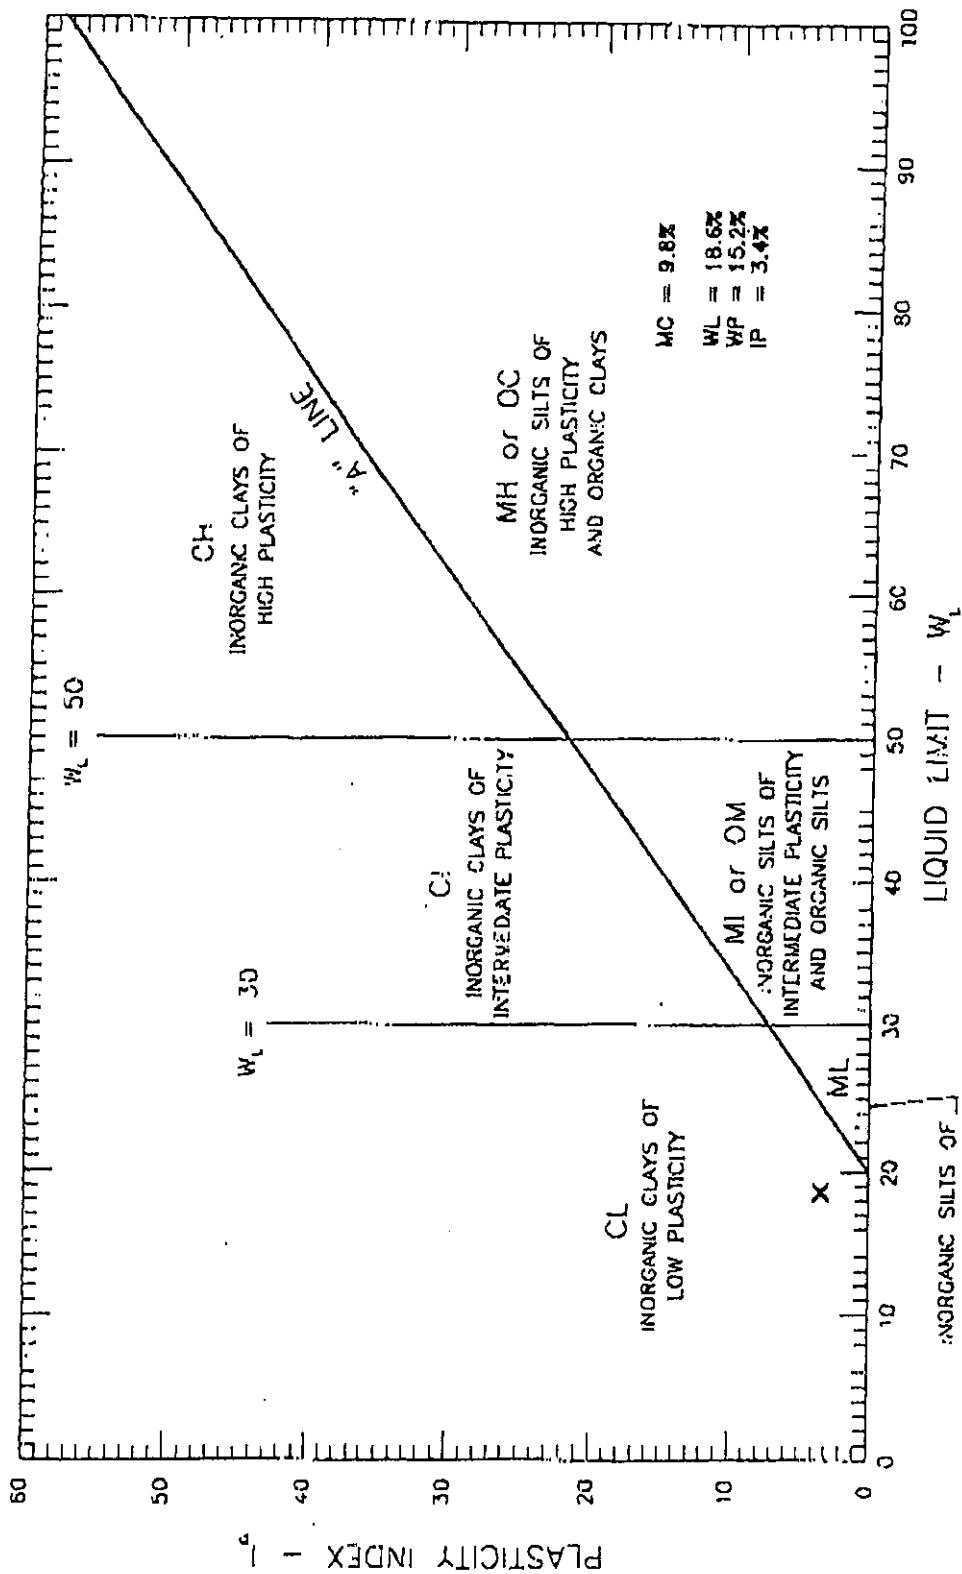 PLASTICITY INDEX - Ip
60
50
40
30
20
10
0
W_L = 50
W_L = 30
CH
INORGANIC CLAYS OF
HIGH PLASTICITY
"A" LINE
CI
INORGANIC CLAYS OF
INTERMEDIATE PLASTICITY
CL
INORGANIC CLAYS OF
LOW PLASTICITY
MH or OC
INORGANIC SILTS OF
HIGH PLASTICITY
AND ORGANIC CLAYS
MI or OM
INORGANIC SILTS OF
INTERMEDIATE PLASTICITY
AND ORGANIC SILTS
ML
X
MC = 9.8%
WL = 18.6%
WP = 15.2%
IP = 3.4%
0
10
20
30
40
50
60
70
80
90
100
INORGANIC SILTS OF
LIQUID LIMIT - W_L